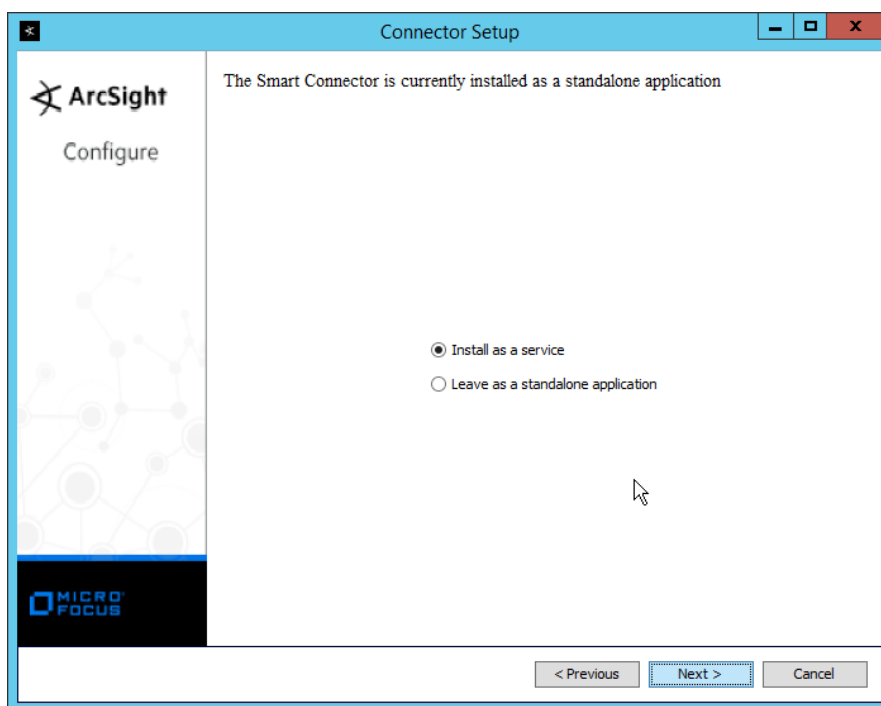 Connector Setup
ArcSight
Configure
The Smart Connector is currently installed as a standalone application
Install as a service
Leave as a standalone application
MICRO
FOCUS
< Previous
Next >
Cancel